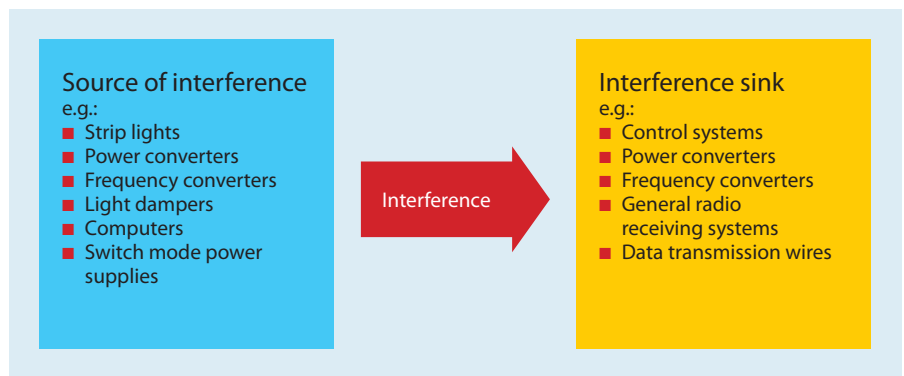 Source of interference
e.g.:
■ Strip lights
■ Power converters
■ Frequency converters
■ Light dampers
■ Computers
■ Switch mode power
supplies
Interference
Interference sink
e.g.:
■ Control systems
■ Power converters
■ Frequency converters
■ General radio
receiving systems
■ Data transmission wires